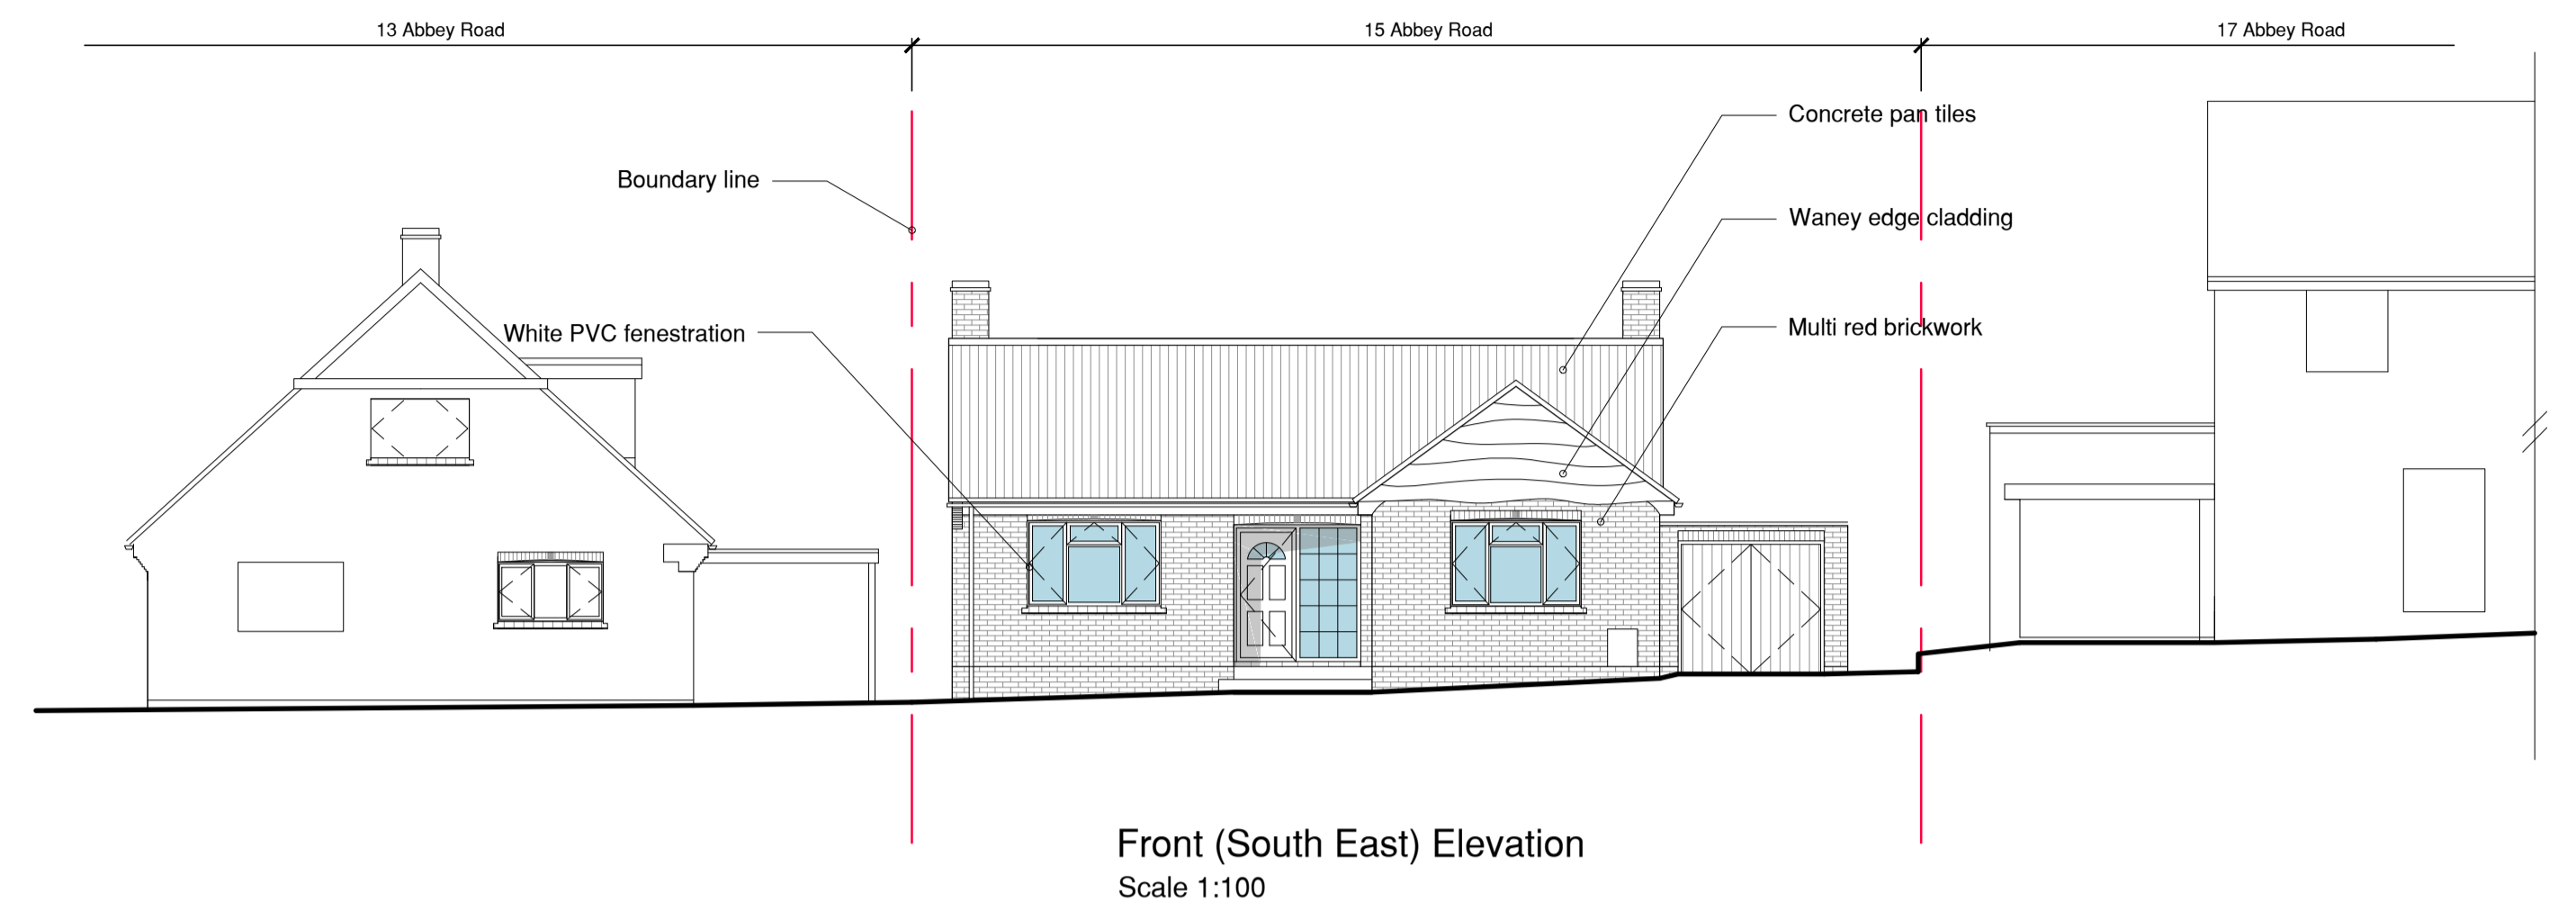 13 Abbey Road
15 Abbey Road
17 Abbey Road
Concrete pan tiles
Boundary line
Waney edge cladding
White PVC fenestration
Multi red brickwork
Front (South East) Elevation
Scale 1:100